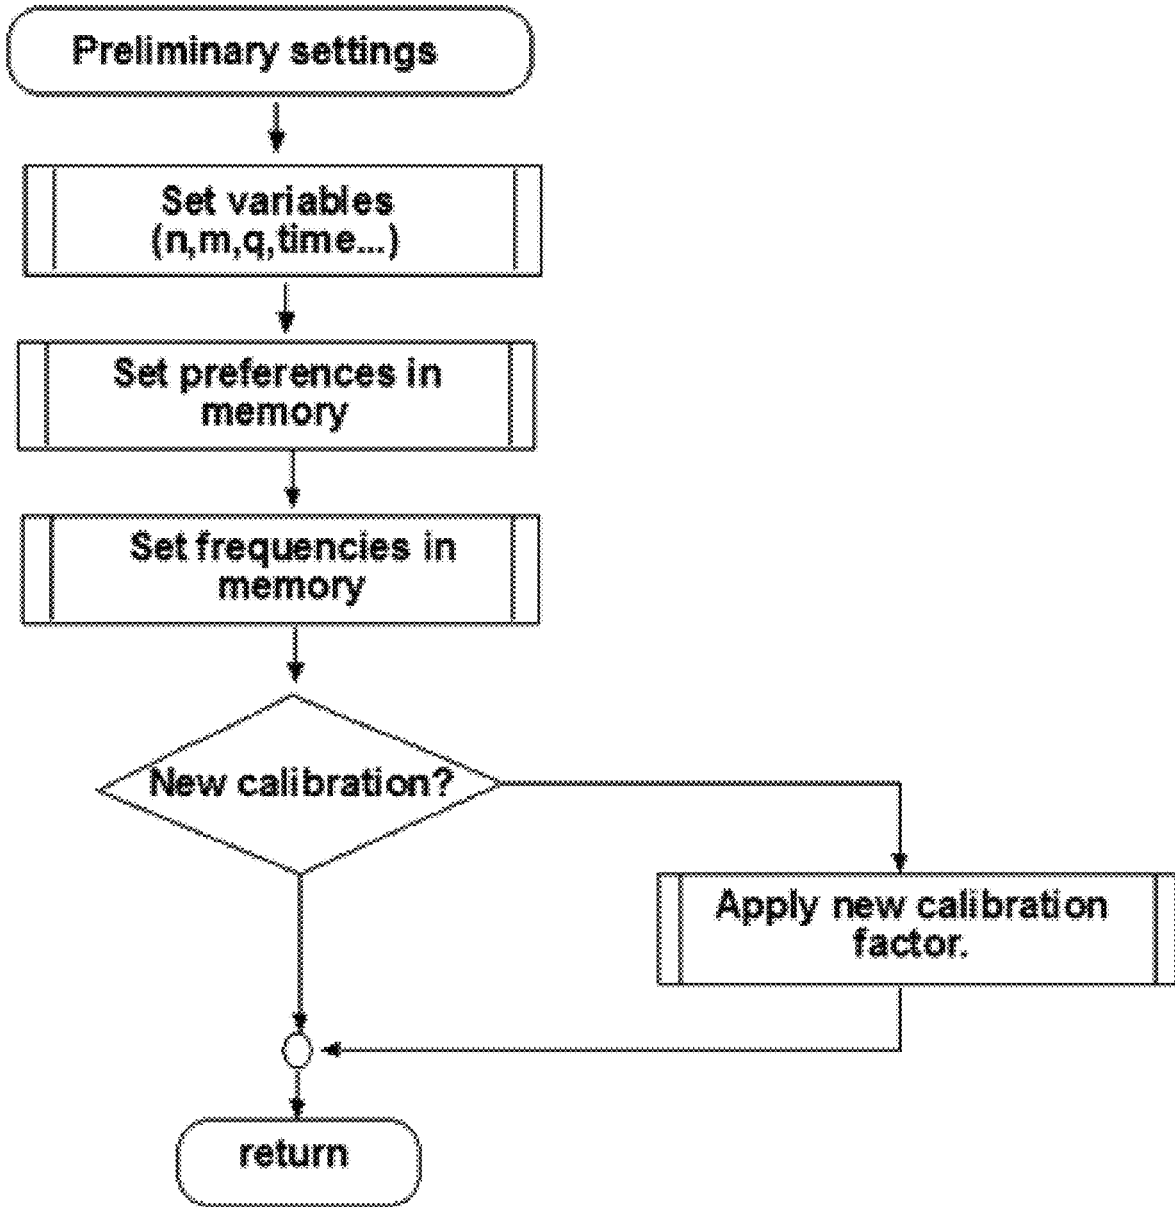 Preliminary settings
Set variables
(n,m,q,time...)
Set preferences in
memory
Set frequencies in
memory
New calibration?
Apply new calibration
factor.
return